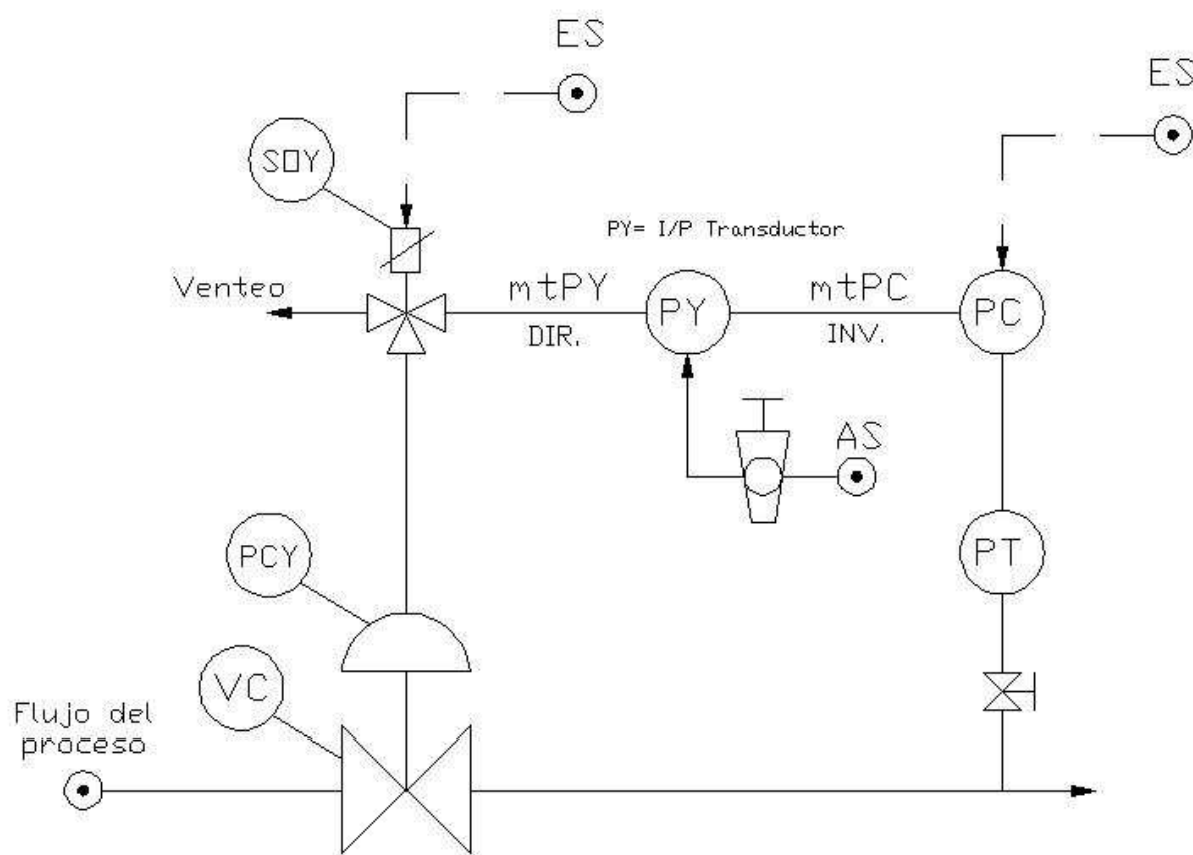 ES
ES
SOY
PY= I/P Transductor
Venteo
mtPY
PY
mtPC
PC
DIR.
INV.
AS
PCY
PT
VC
Flujo del
proceso